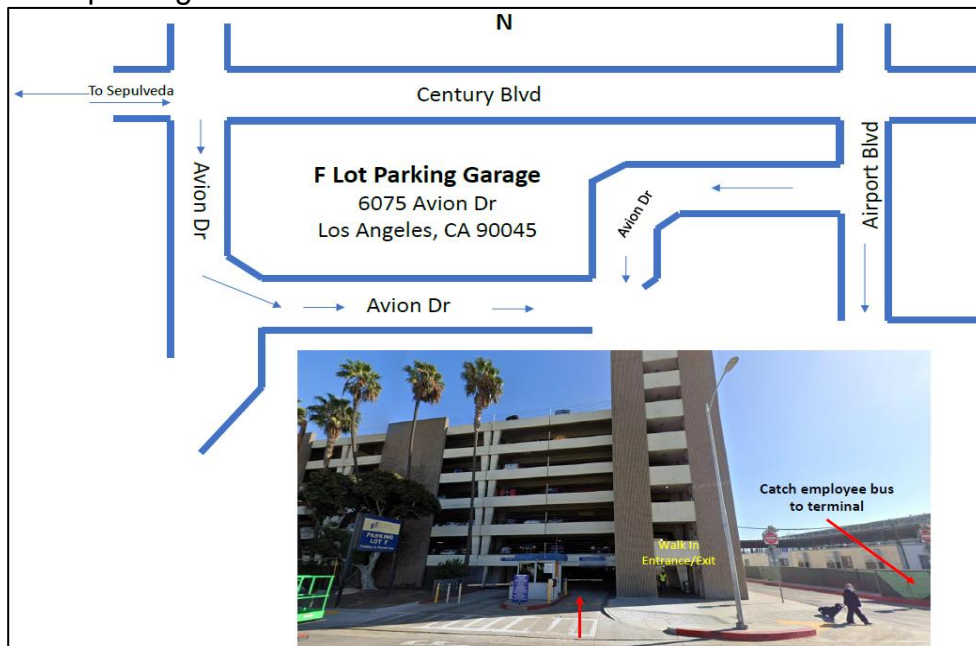 N
To Sepulveda
Century Blvd
Avion Dr
F Lot Parking Garage
6075 Avion Dr
Los Angeles, CA 90045
Avion Dr
Airport Blvd
Avion Dr
Catch employee bus
to terminal
Walk in
Entrance/Exit
PARKING
LOT F